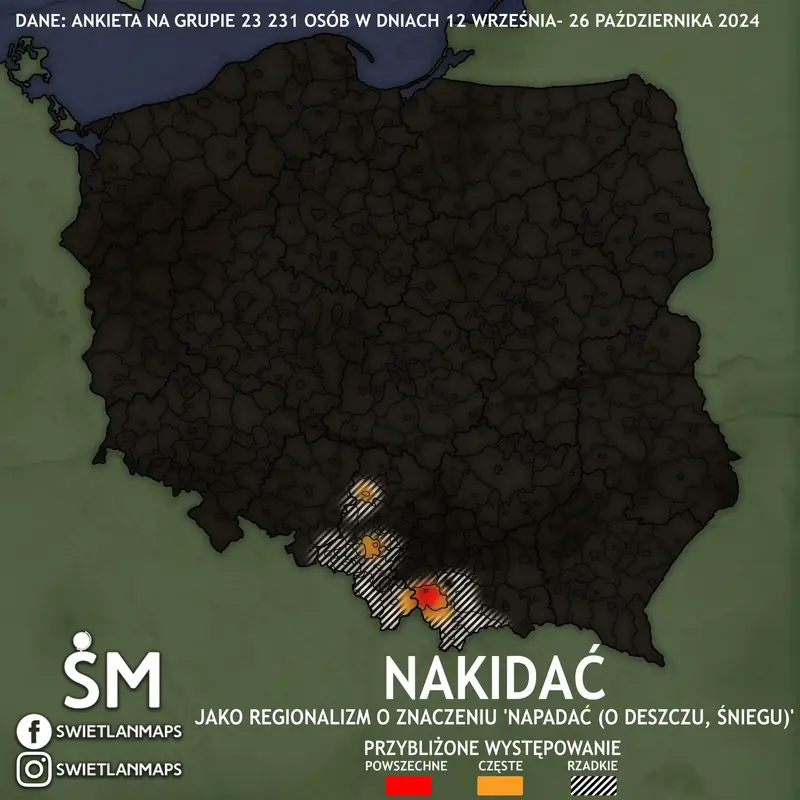 DANE: ANKIETA NA GRUPIE 23 231 OSÓB W DNIACH 12 WRZEŚNIA- 26 PAŹDZIERNIKA 2024
ŚM
SWIETLANMAPS
SWIETLANMAPS
NAKIDAĆ
JAKO REGIONALIZM O ZNACZENIU 'NAPADAĆ (O DESZCZU, ŚNIEGU)'
PRZYBLIŻONE WYSTĘPOWANIE
POWSZECHNE CZĘSTE RZADKIE